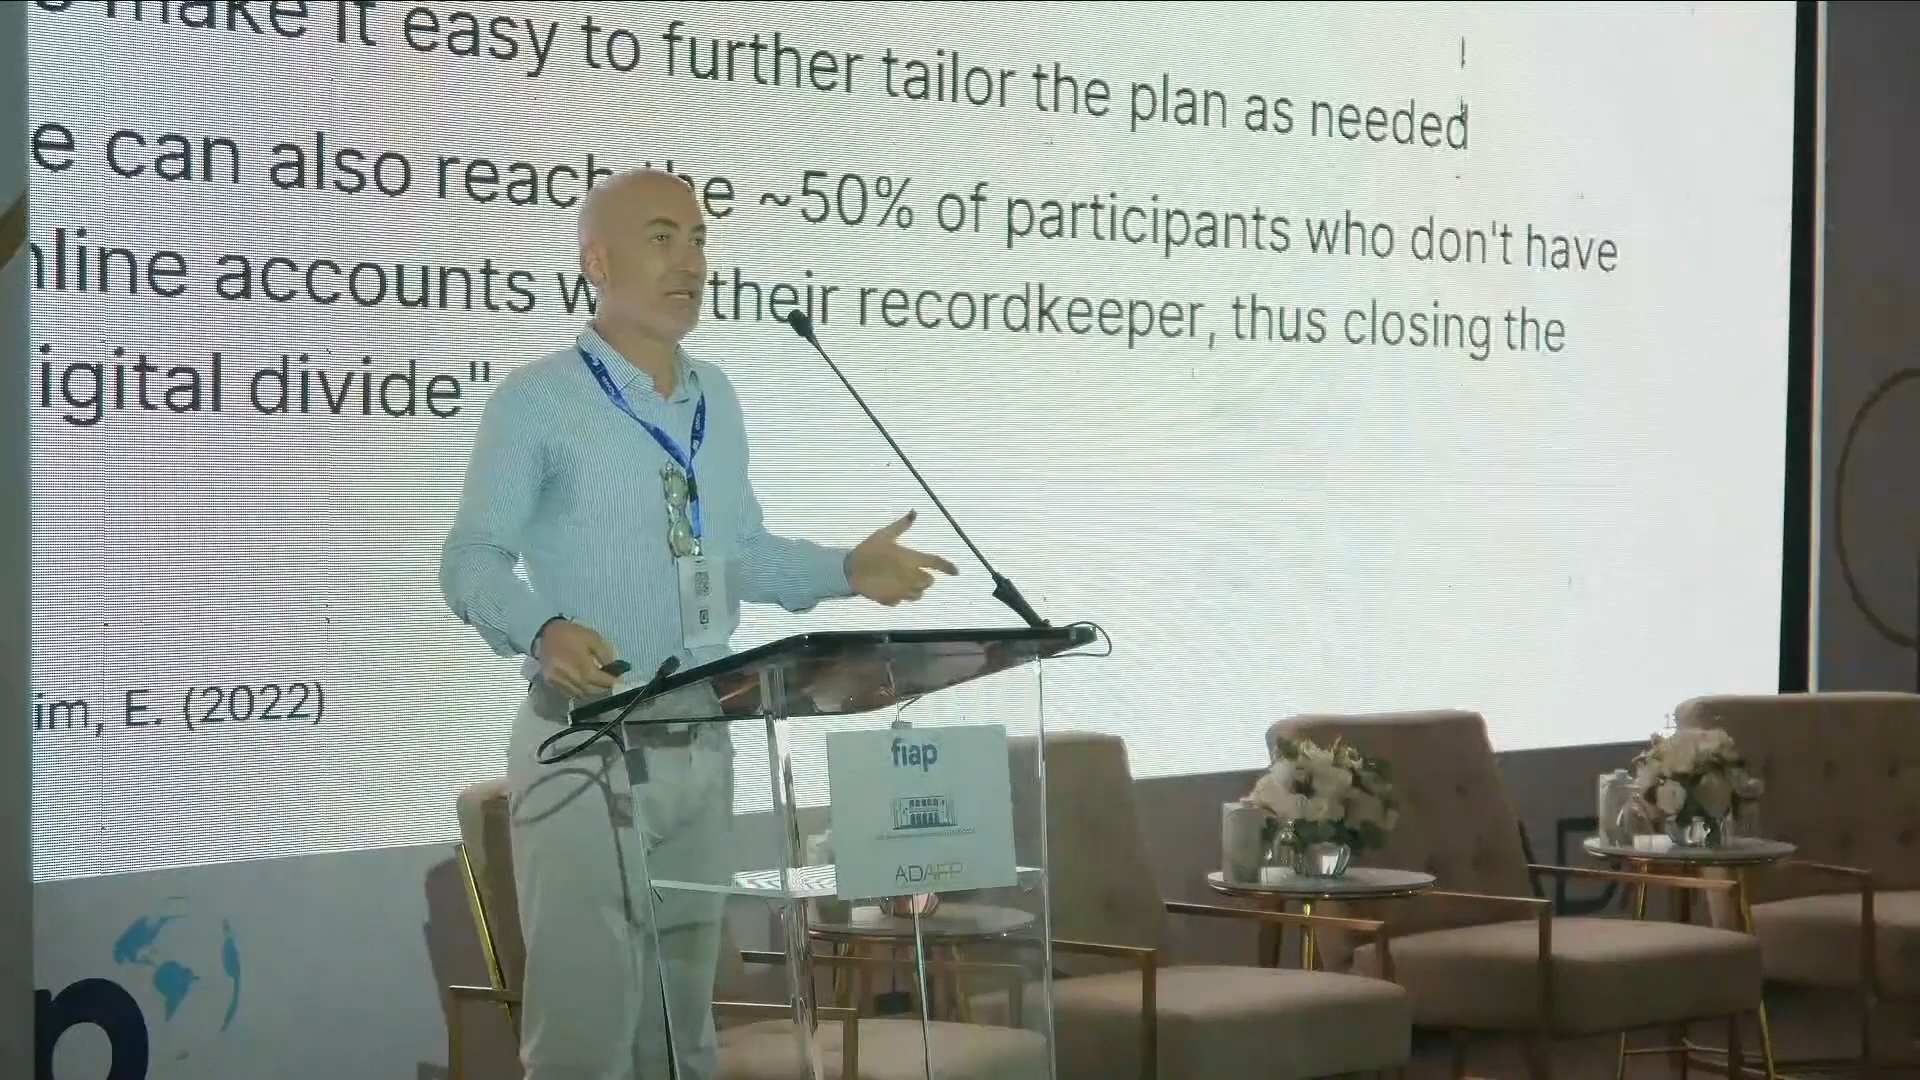 make it easy to further tailor the plan as needed
e can also reach the ~50% of participants who don't have
nline accounts their recordkeeper, thus closing the
igital divide"
im, E. (2022)
fiap
ADAFP
p